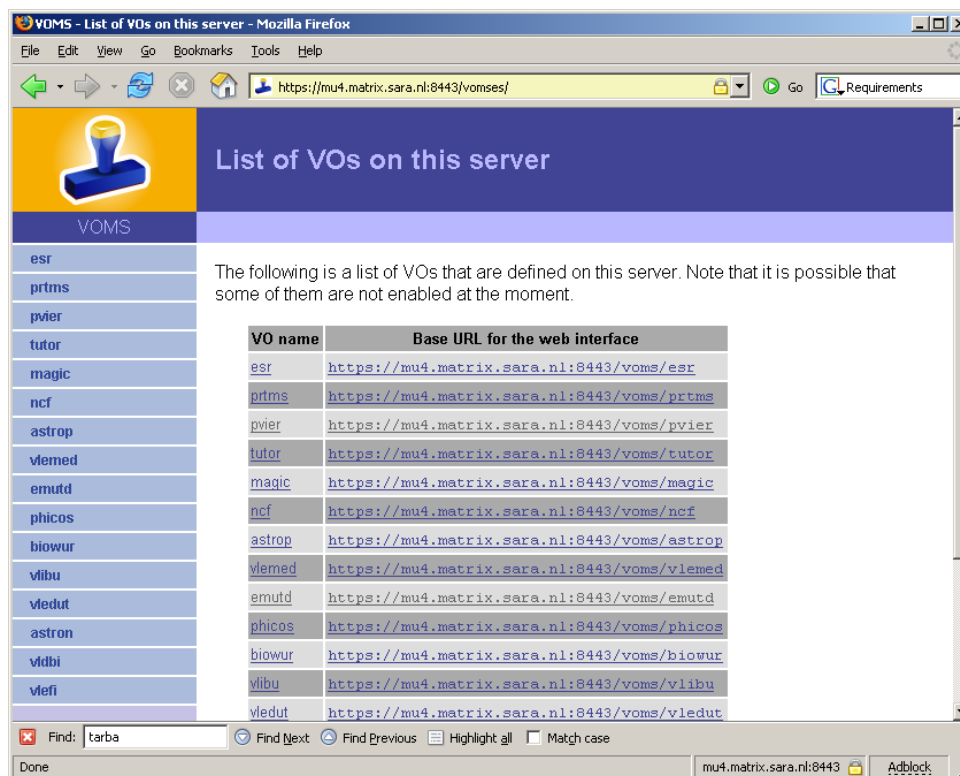 VOMS - List of VOs on this server - Mozilla Firefox
File Edit View Go Bookmarks Tools Help
https://mu4.matrix.sara.nl:8443/vomses/ Go G Requirements
List of VOs on this server
VOMS
esr
prtms
pvier
tutor
magic
ncf
astrop
vlemed
emutd
phicos
biowur
vlibu
vledut
astron
vldbi
vlefi
The following is a list of VOs that are defined on this server. Note that it is possible that
some of them are not enabled at the moment.
VO name Base URL for the web interface
esr https://mu4.matrix.sara.nl:8443/voms/esr
prtms https://mu4.matrix.sara.nl:8443/voms/prtms
pvier https://mu4.matrix.sara.nl:8443/voms/pvier
tutor https://mu4.matrix.sara.nl:8443/voms/tutor
magic https://mu4.matrix.sara.nl:8443/voms/magic
ncf https://mu4.matrix.sara.nl:8443/voms/ncf
astrop https://mu4.matrix.sara.nl:8443/voms/astrop
vlemed https://mu4.matrix.sara.nl:8443/voms/vlemed
emutd https://mu4.matrix.sara.nl:8443/voms/emutd
phicos https://mu4.matrix.sara.nl:8443/voms/phicos
biowur https://mu4.matrix.sara.nl:8443/voms/biowur
vlibu https://mu4.matrix.sara.nl:8443/voms/vlibu
vledut https://mu4.matrix.sara.nl:8443/voms/vledut
Find: tarba Find Next Find Previous Highlight all Match case
Done mu4.matrix.sara.nl:8443 Adblock